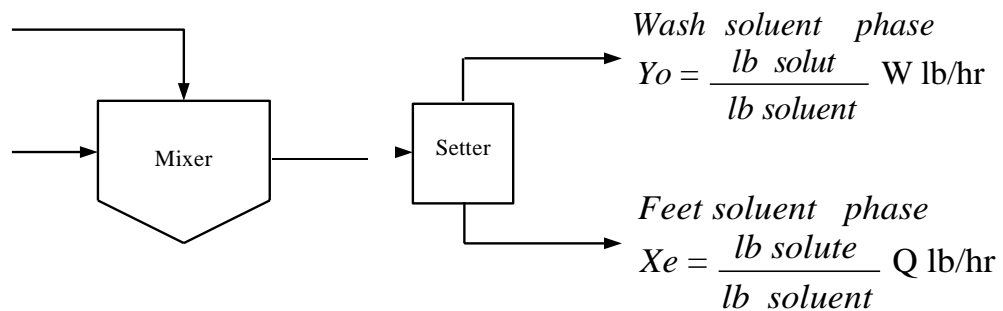 Wash soluent phase
Yo = lb solut / lb soluent W lb/hr
Mixer
Setter
Feet soluent phase
Xe = lb solute / lb soluent Q lb/hr